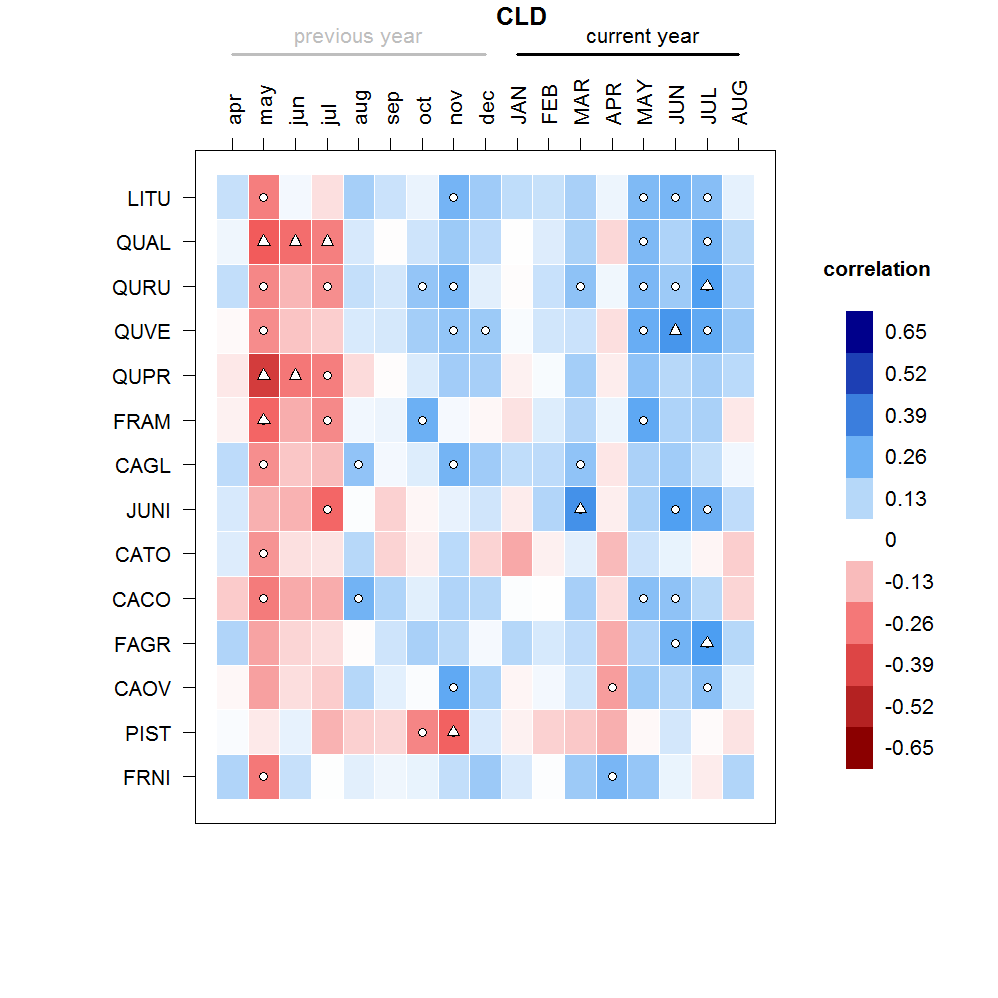 CLD
previous year current year
apr may jun jul aug sep oct nov dec JAN FEB MAR APR MAY JUN JUL AUG
LITU
QUAL
QURU
QUVE
QUPR
FRAM
CAGL
JUNI
CATO
CACO
FAGR
CAOV
PIST
FRNI
correlation
0.65
0.52
0.39
0.26
0.13
0
-0.13
-0.26
-0.39
-0.52
-0.65